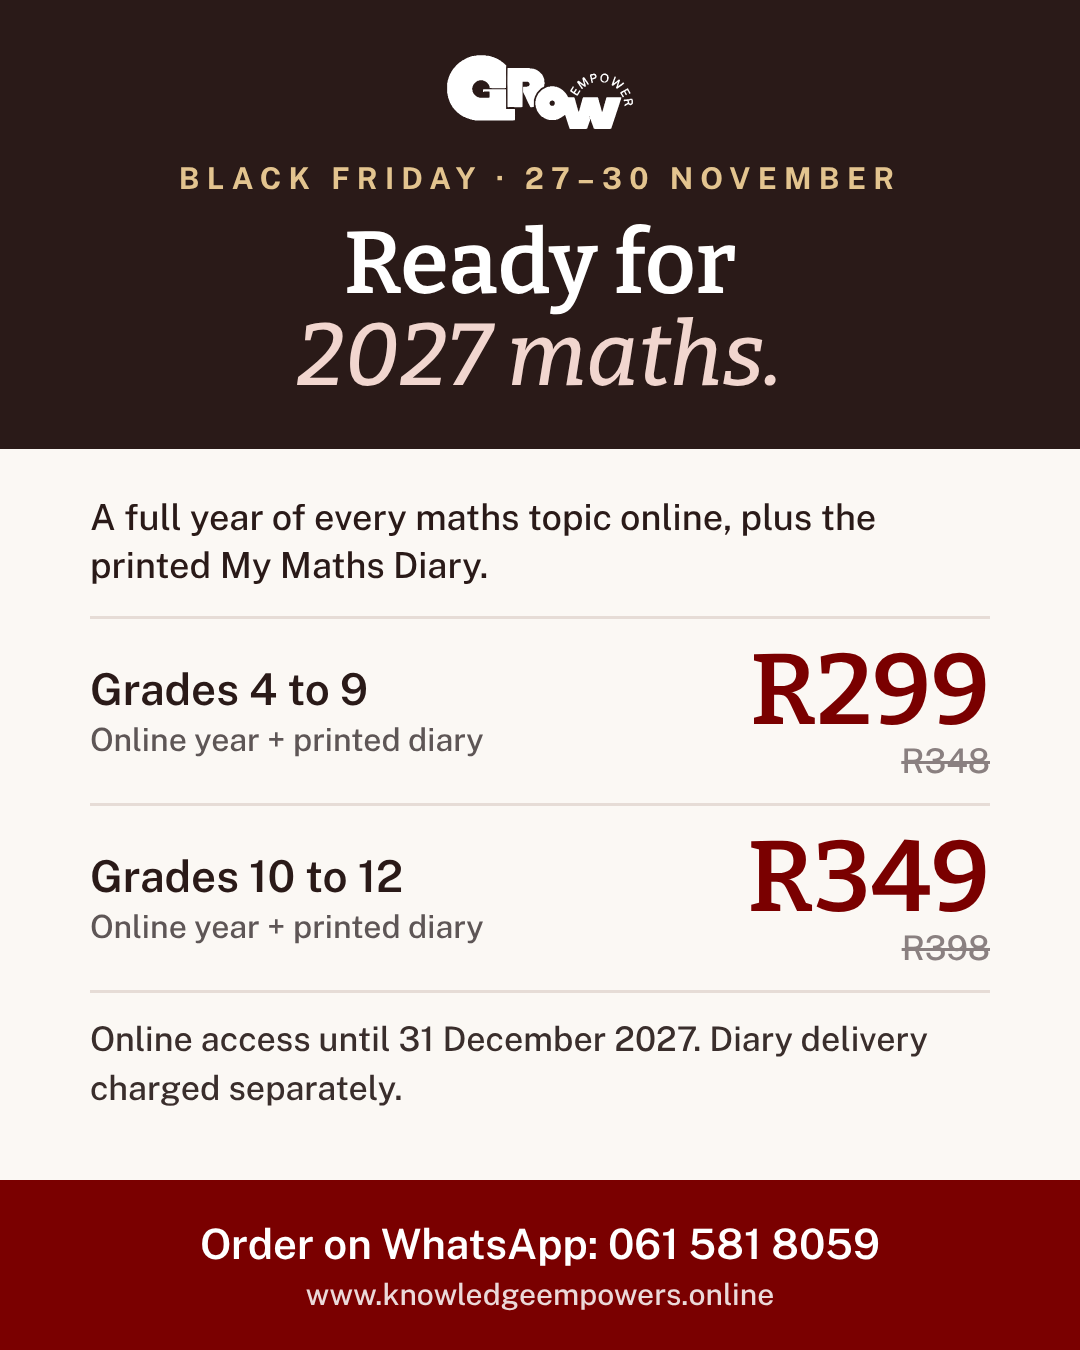 GROW EMPOWER
BLACK FRIDAY · 27–30 NOVEMBER
Ready for
2027 maths.
A full year of every maths topic online, plus the
printed My Maths Diary.
Grades 4 to 9
Online year + printed diary
R299
R348
Grades 10 to 12
Online year + printed diary
R349
R398
Online access until 31 December 2027. Diary delivery
charged separately.
Order on WhatsApp: 061 581 8059
www.knowledgeempowers.online